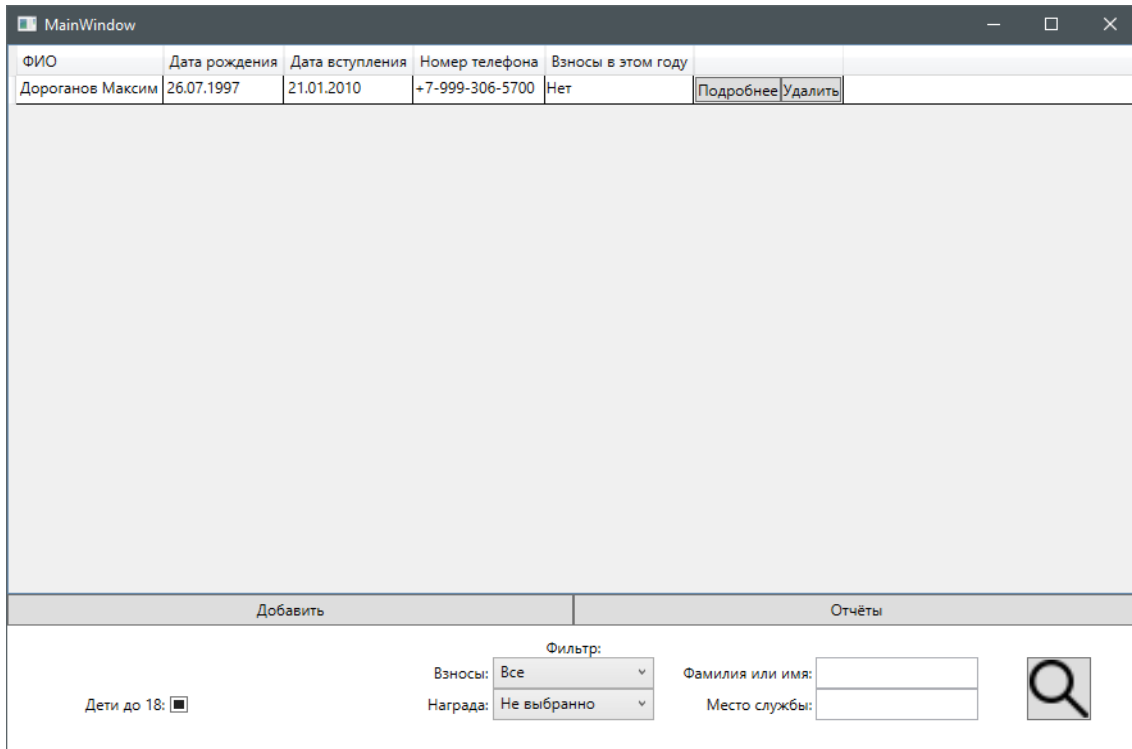 MainWindow
ФИО Дата рождения Дата вступления Номер телефона Взносы в этом году
Дороганов Максим 26.07.1997 21.01.2010 +7-999-306-5700 Нет Подробнее Удалить
Добавить Отчёты
Фильтр:
Взносы: Все Фамилия или имя:
Дети до 18: Награда: Не выбранно Место службы: